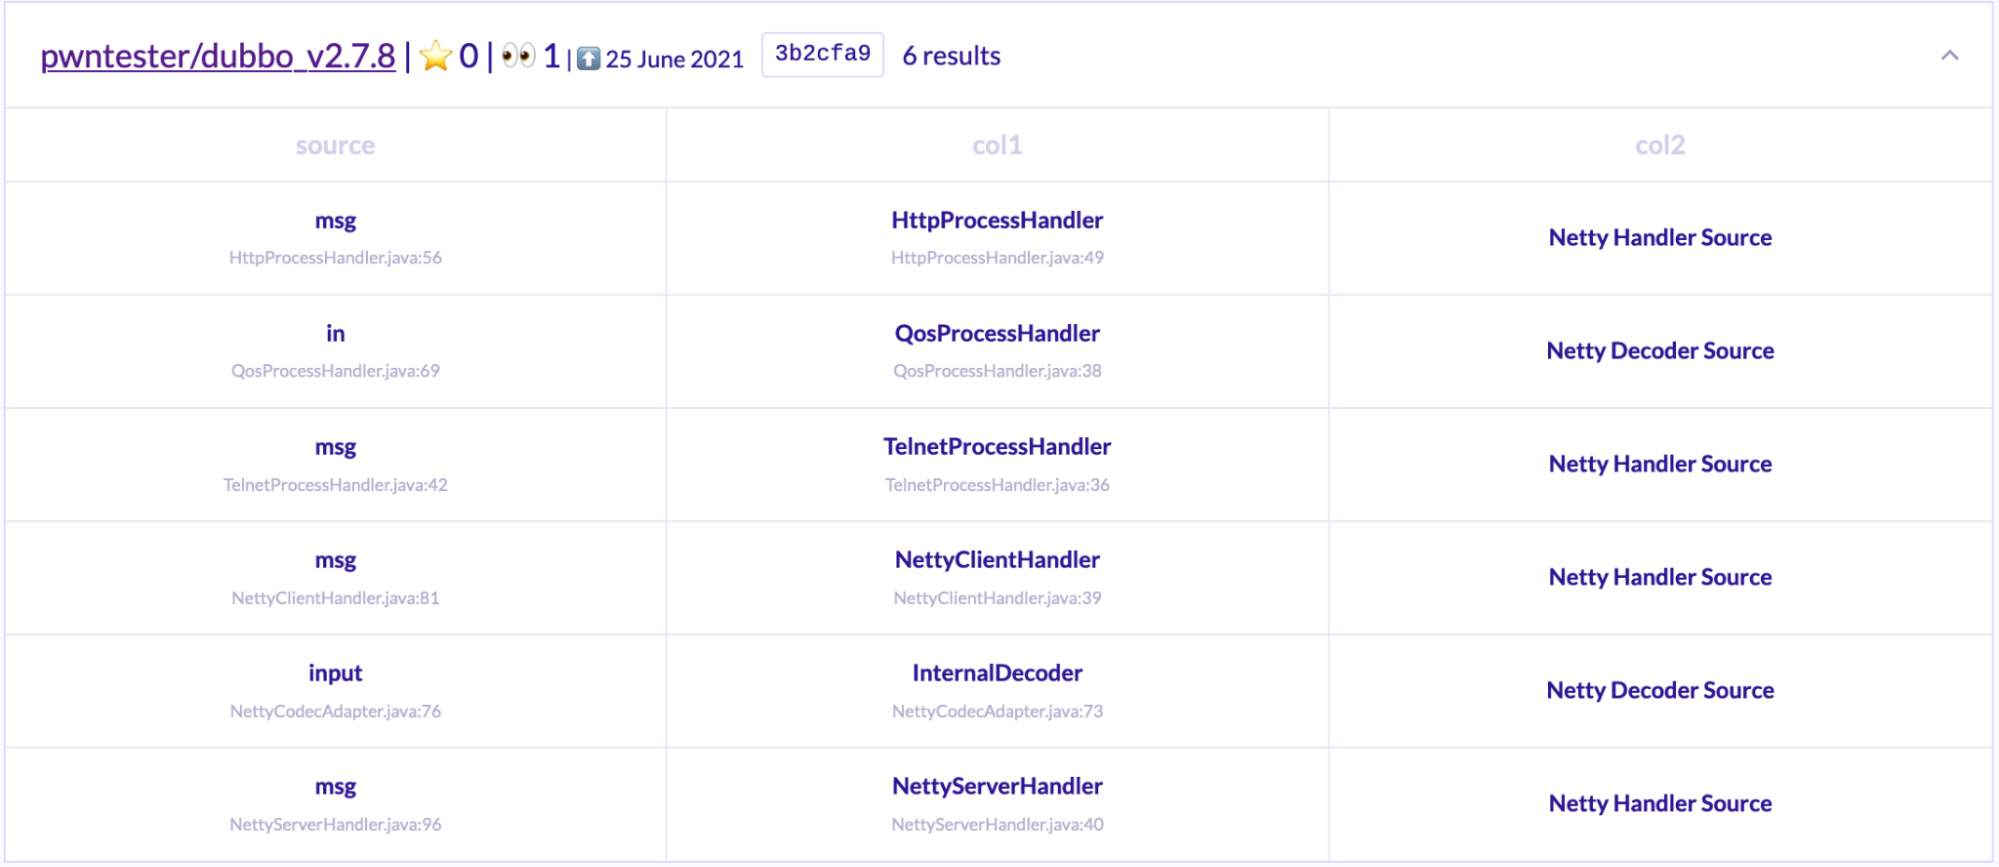 pwntester/dubbo_v2.7.8 | ⭐ 0 | 👀 1 | ⬆️ 25 June 2021 3b2cfa9 6 results
source col1 col2
msg HttpProcessHandler Netty Handler Source
HttpProcessHandler.java:56 HttpProcessHandler.java:49
in QosProcessHandler Netty Decoder Source
QosProcessHandler.java:69 QosProcessHandler.java:38
msg TelnetProcessHandler Netty Handler Source
TelnetProcessHandler.java:42 TelnetProcessHandler.java:36
msg NettyClientHandler Netty Handler Source
NettyClientHandler.java:81 NettyClientHandler.java:39
input InternalDecoder Netty Decoder Source
NettyCodecAdapter.java:76 NettyCodecAdapter.java:73
msg NettyServerHandler Netty Handler Source
NettyServerHandler.java:96 NettyServerHandler.java:40